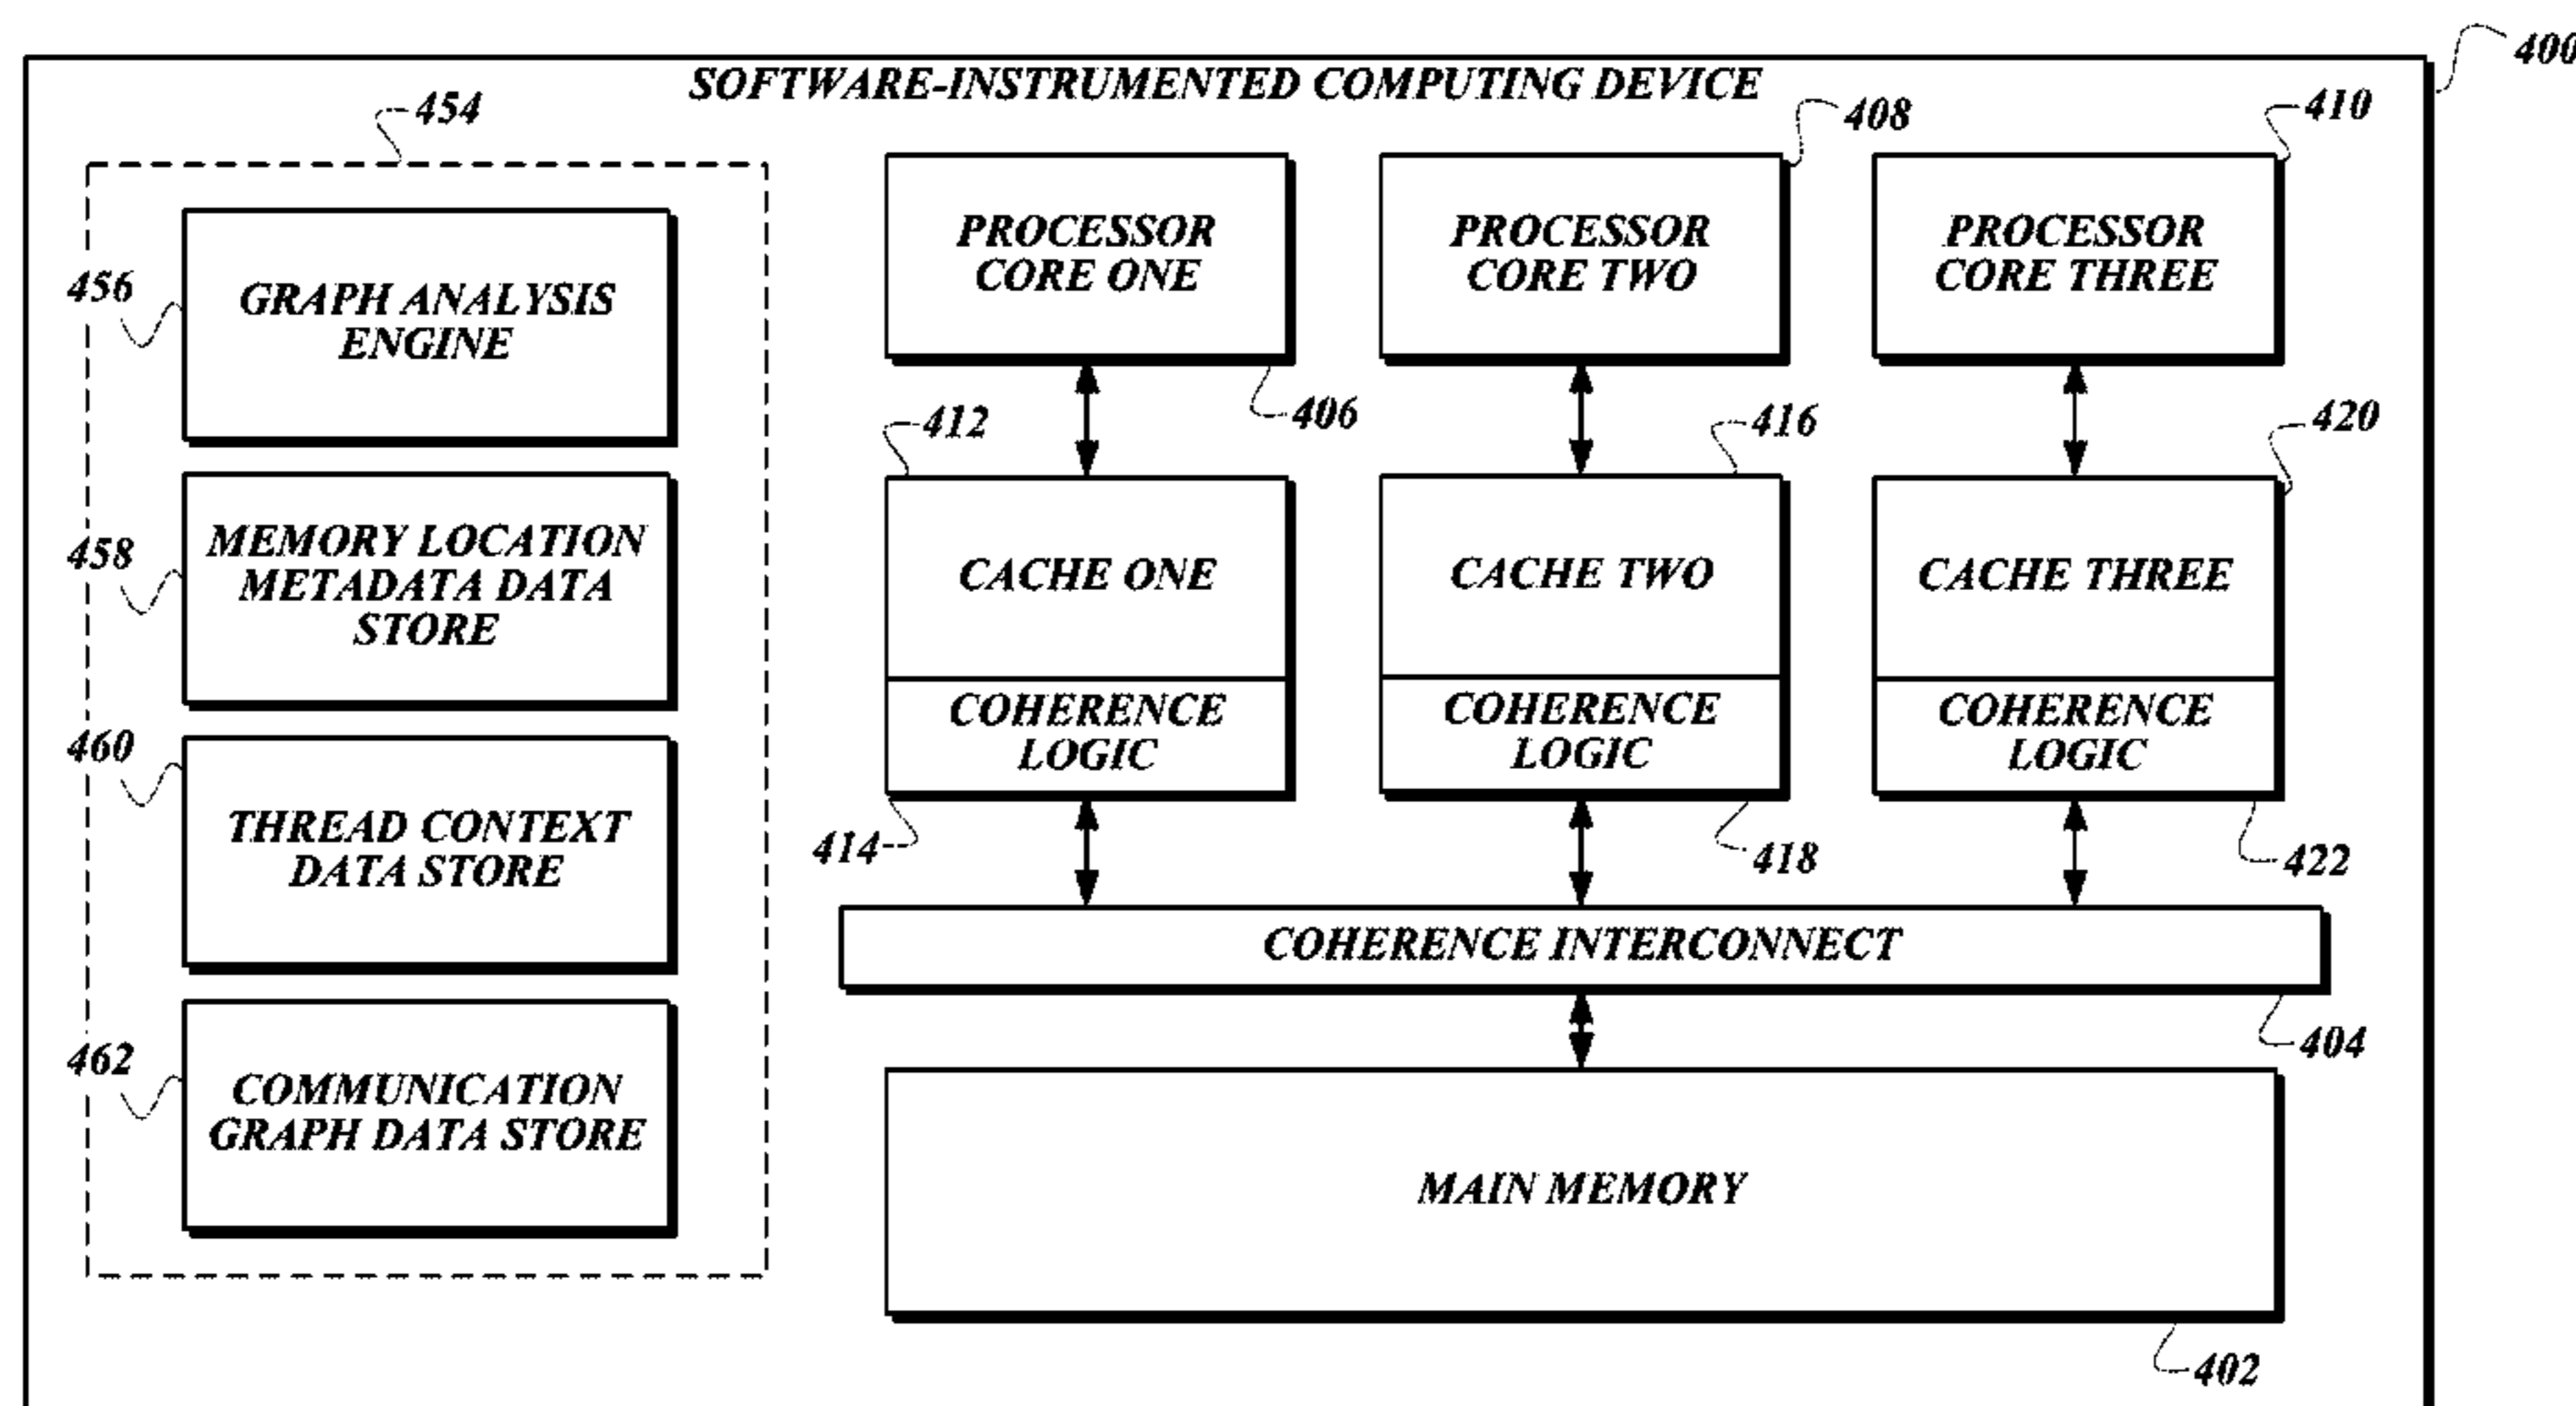 400
SOFTWARE-INSTRUMENTED COMPUTING DEVICE
454
408
410
PROCESSOR
CORE ONE
PROCESSOR
CORE TWO
PROCESSOR
CORE THREE
456
GRAPH ANALYSIS
ENGINE
406
412
416
420
458
MEMORY LOCATION
METADATA DATA
STORE
CACHE ONE
CACHE TWO
CACHE THREE
COHERENCE
LOGIC
COHERENCE
LOGIC
COHERENCE
LOGIC
460
THREAD CONTEXT
DATA STORE
414
418
422
COHERENCE INTERCONNECT
404
462
COMMUNICATION
GRAPH DATA STORE
MAIN MEMORY
402